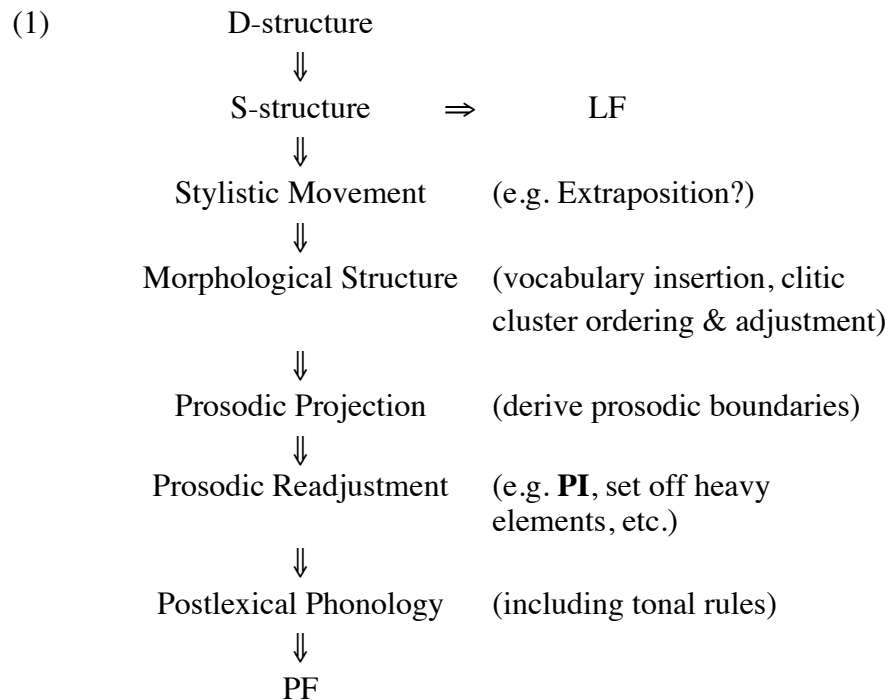 (1) D-structure
⇓
S-structure ⇒ LF
⇓
Stylistic Movement (e.g. Extraposition?)
⇓
Morphological Structure (vocabulary insertion, clitic
cluster ordering & adjustment)
⇓
Prosodic Projection (derive prosodic boundaries)
⇓
Prosodic Readjustment (e.g. PI, set off heavy
elements, etc.)
⇓
Postlexical Phonology (including tonal rules)
⇓
PF